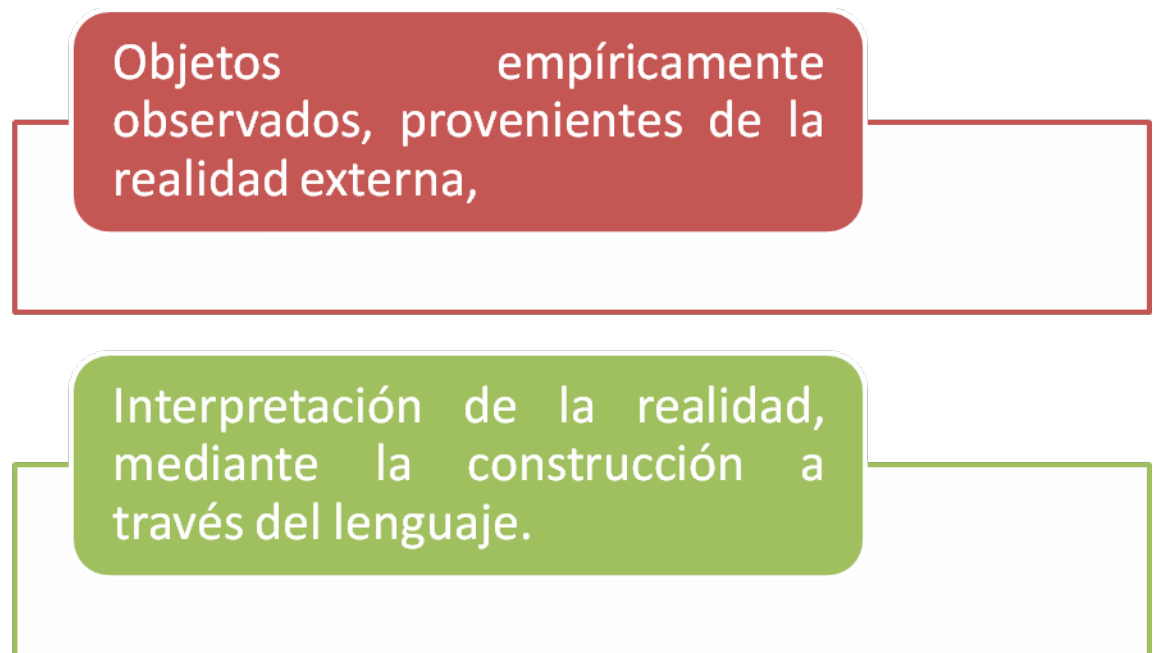 Objetos empíricamente
observados, provenientes de la
realidad externa,
Interpretación de la realidad,
mediante la construcción a
través del lenguaje.